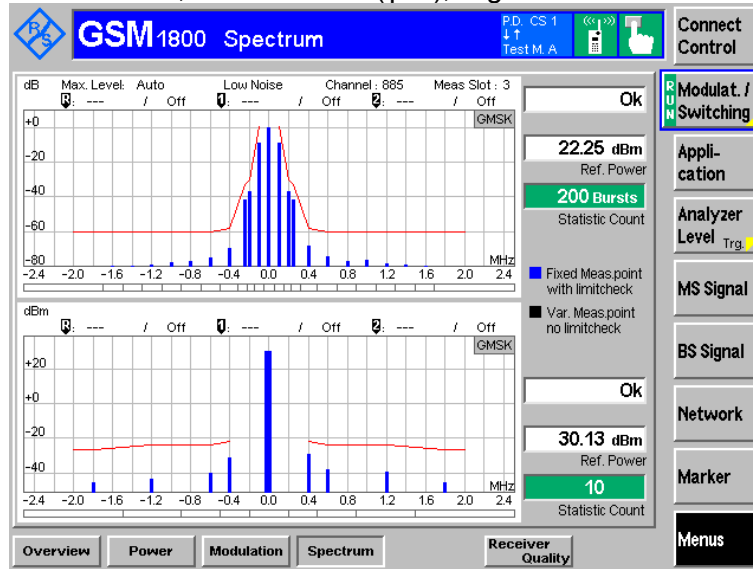 R&S
GSM 1800 Spectrum
P.D. CS 1
↓↑
Test M. A
Connect
Control
dB Max. Level: Auto Low Noise Channel : 885 Meas Slot : 3
R: --- / Off 1: --- / Off 2: --- / Off
GMSK
+0
-20
-40
-60
-80
MHz
-2.4 -2.0 -1.6 -1.2 -0.8 -0.4 0.0 0.4 0.8 1.2 1.6 2.0 2.4
Ok
22.25 dBm
Ref. Power
200 Bursts
Statistic Count
Fixed Meas.point
with limitcheck
Var. Meas.point
no limitcheck
dBm
R: --- / Off 1: --- / Off 2: --- / Off
GMSK
+20
+0
-20
-40
MHz
-2.4 -2.0 -1.6 -1.2 -0.8 -0.4 0.0 0.4 0.8 1.2 1.6 2.0 2.4
Ok
30.13 dBm
Ref. Power
10
Statistic Count
RUN
Modulat. /
Switching
Appli-
cation
Analyzer
Level Trg.
MS Signal
BS Signal
Network
Marker
Menus
Overview
Power
Modulation
Spectrum
Receiver
Quality